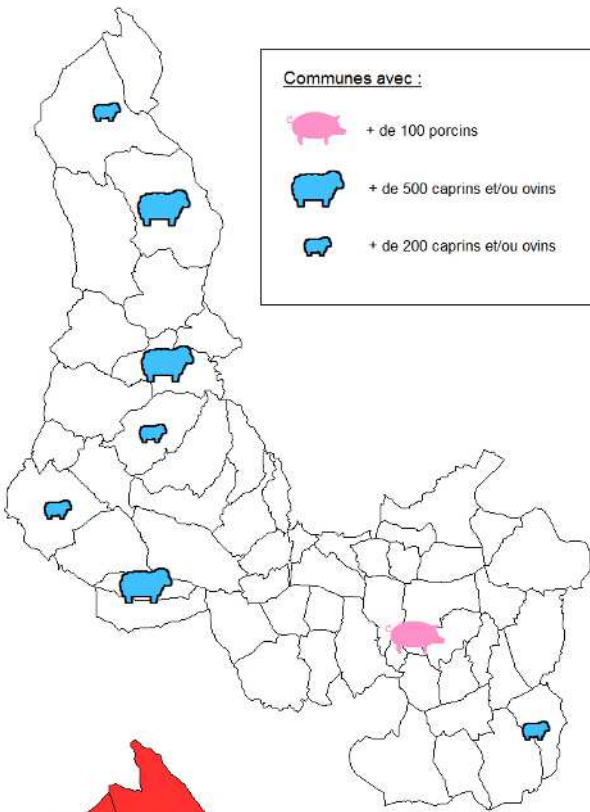 Communes avec :
+ de 100 porcins
+ de 500 caprins et/ou ovins
+ de 200 caprins et/ou ovins